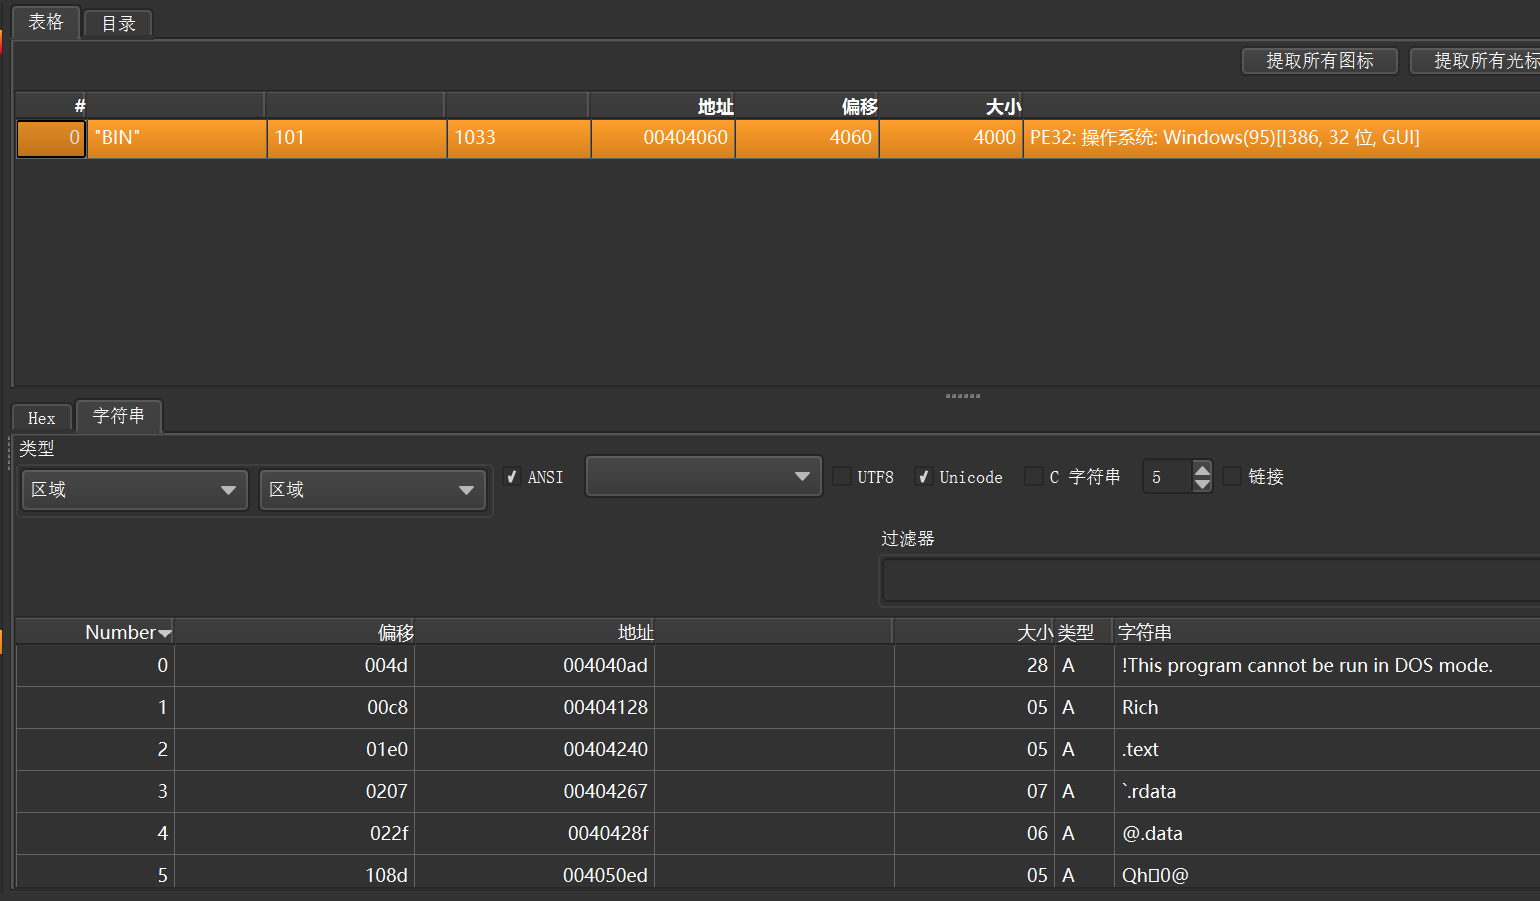 表格 目录
提取所有图标 提取所有光标
# 地址 偏移 大小
0 "BIN" 101 1033 00404060 4060 4000 PE32: 操作系统: Windows(95)[I386, 32 位, GUI]
Hex 字符串
类型
区域 区域 ANSI UTF8 Unicode C 字符串 5 链接
过滤器
Number 偏移 地址 大小 类型 字符串
0 004d 004040ad 28 A !This program cannot be run in DOS mode.
1 00c8 00404128 05 A Rich
2 01e0 00404240 05 A .text
3 0207 00404267 07 A `.rdata
4 022f 0040428f 06 A @.data
5 108d 004050ed 05 A Qh▯0@